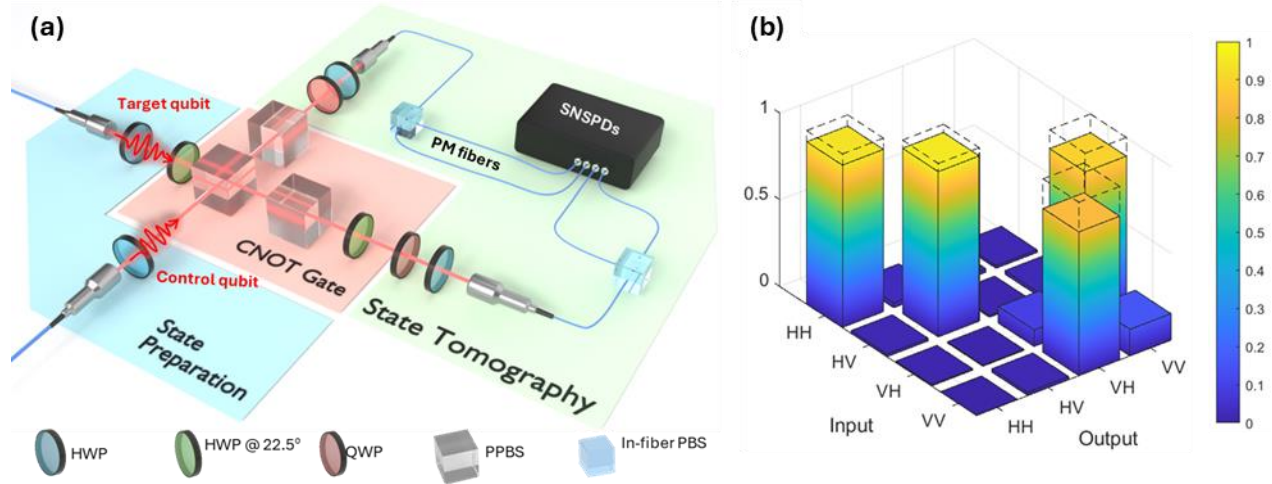 (a)
Target qubit
SNSPDs
PM fibers
Control qubit
CNOT Gate
State
Preparation
State Tomography
HWP
HWP @ 22.5°
QWP
PPBS
In-fiber PBS
(b)
1
0.5
0
HH
HV
VH
VV
Input
HH
HV
VH
VV
Output
1
0.9
0.8
0.7
0.6
0.5
0.4
0.3
0.2
0.1
0